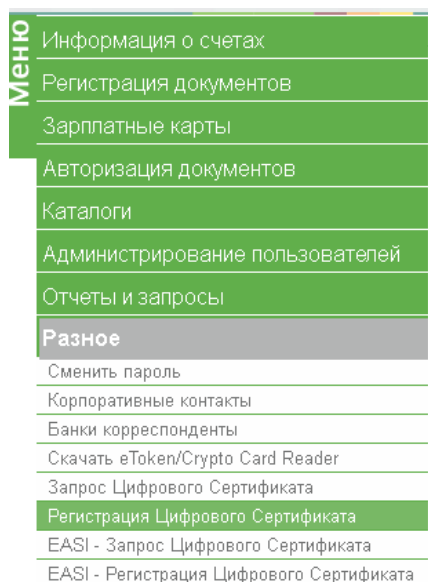 Меню
Информация о счетах
Регистрация документов
Зарплатные карты
Авторизация документов
Каталоги
Администрирование пользователей
Отчеты и запросы
Разное
Сменить пароль
Корпоративные контакты
Банки корреспонденты
Скачать eToken/Crypto Card Reader
Запрос Цифрового Сертификата
Регистрация Цифрового Сертификата
EASI - Запрос Цифрового Сертификата
EASI - Регистрация Цифрового Сертификата